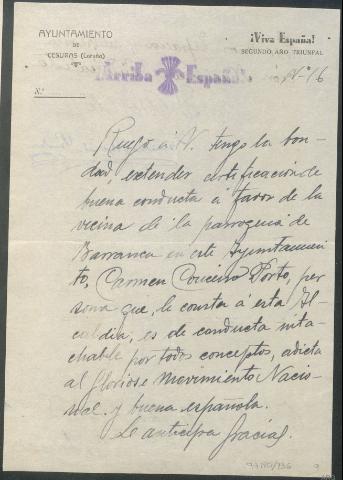 AYUNTAMIENTO
DE
CESURAS (Coruña)
¡Viva España!
SEGUNDO AÑO TRIUNFAL
¡Arriba España!
Nº 16
N.º
Ruego á V. tenga la bon-
dad, extender certificación de
buena conducta á favor de la
vecina de la parroquia de
Barranca en este Ayuntamien-
to, Carmen Couceiro Porto, per
sona que, le consta á esta Al-
caldia, es de conducta inta-
chable por todos conceptos, adicta
al glorioso Movimiento Nacio-
nal y buena española.
Le anticipa gracias.